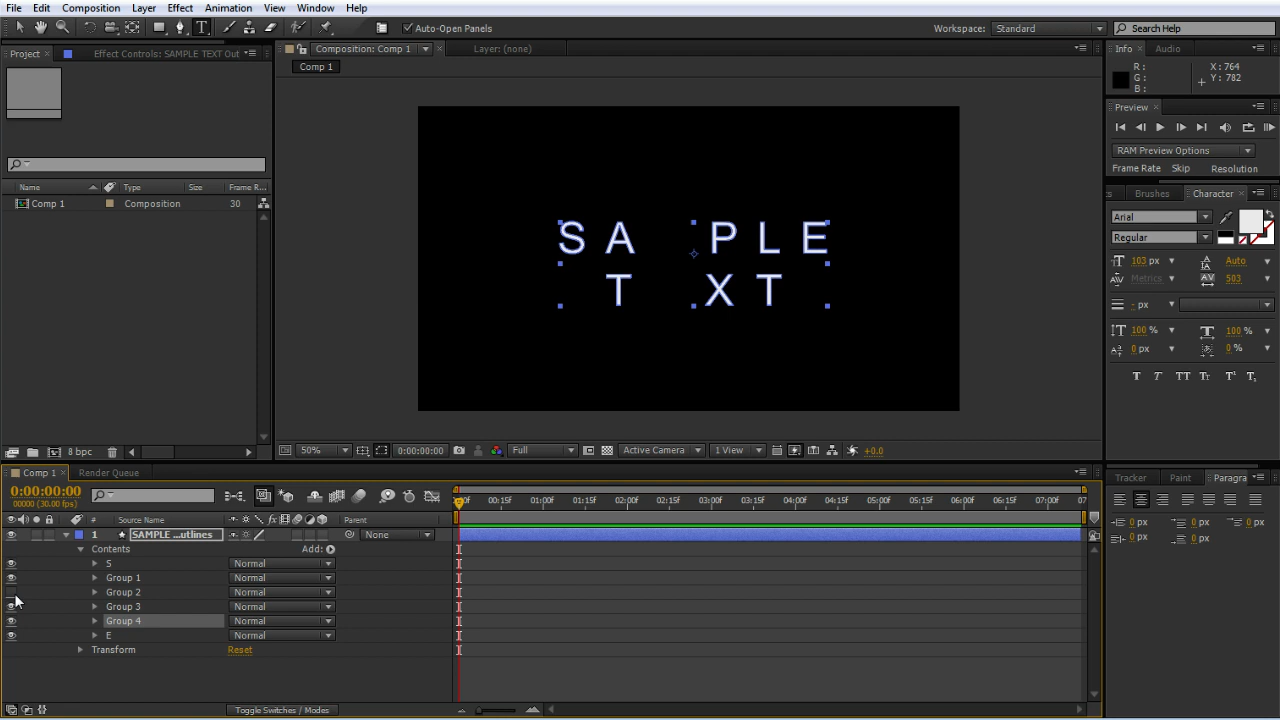 File Edit Composition Layer Effect Animation View Window Help
Auto-Open Panels
Workspace: Standard
Search Help
Project
Effect Controls: SAMPLE TEXT Out
Composition: Comp 1
Layer: (none)
Info
Audio
Comp 1
R:
G:
B:
X: 764
Y: 782
Preview
RAM Preview Options
Frame Rate Skip Resolution
Name Type Size Frame R...
Comp 1 Composition 30
Brushes
Character
Arial
Regular
103 px Auto
Metrics 503
- px
100 % 100 %
0 px 0 %
T T TT Tт T¹ T₁
S A PLE
T XT
8 bpc
50% 0:00:00:00 Full Active Camera 1 View +0.0
Comp 1
Render Queue
Tracker
Paint
Paragra
0:00:00:00
00000 (30.00 fps)
00:15f 01:00f 01:15f 02:00f 02:15f 03:00f 03:15f 04:00f 04:15f 05:00f 05:15f 06:00f 06:15f 07:00f 07
# Source Name fx Parent
1 SAMPLE ...utlines None
Contents Add:
S Normal
Group 1 Normal
Group 2 Normal
Group 3 Normal
Group 4 Normal
E Normal
Transform Reset
0 px 0 px 0 px
0 px 0 px
Toggle Switches / Modes